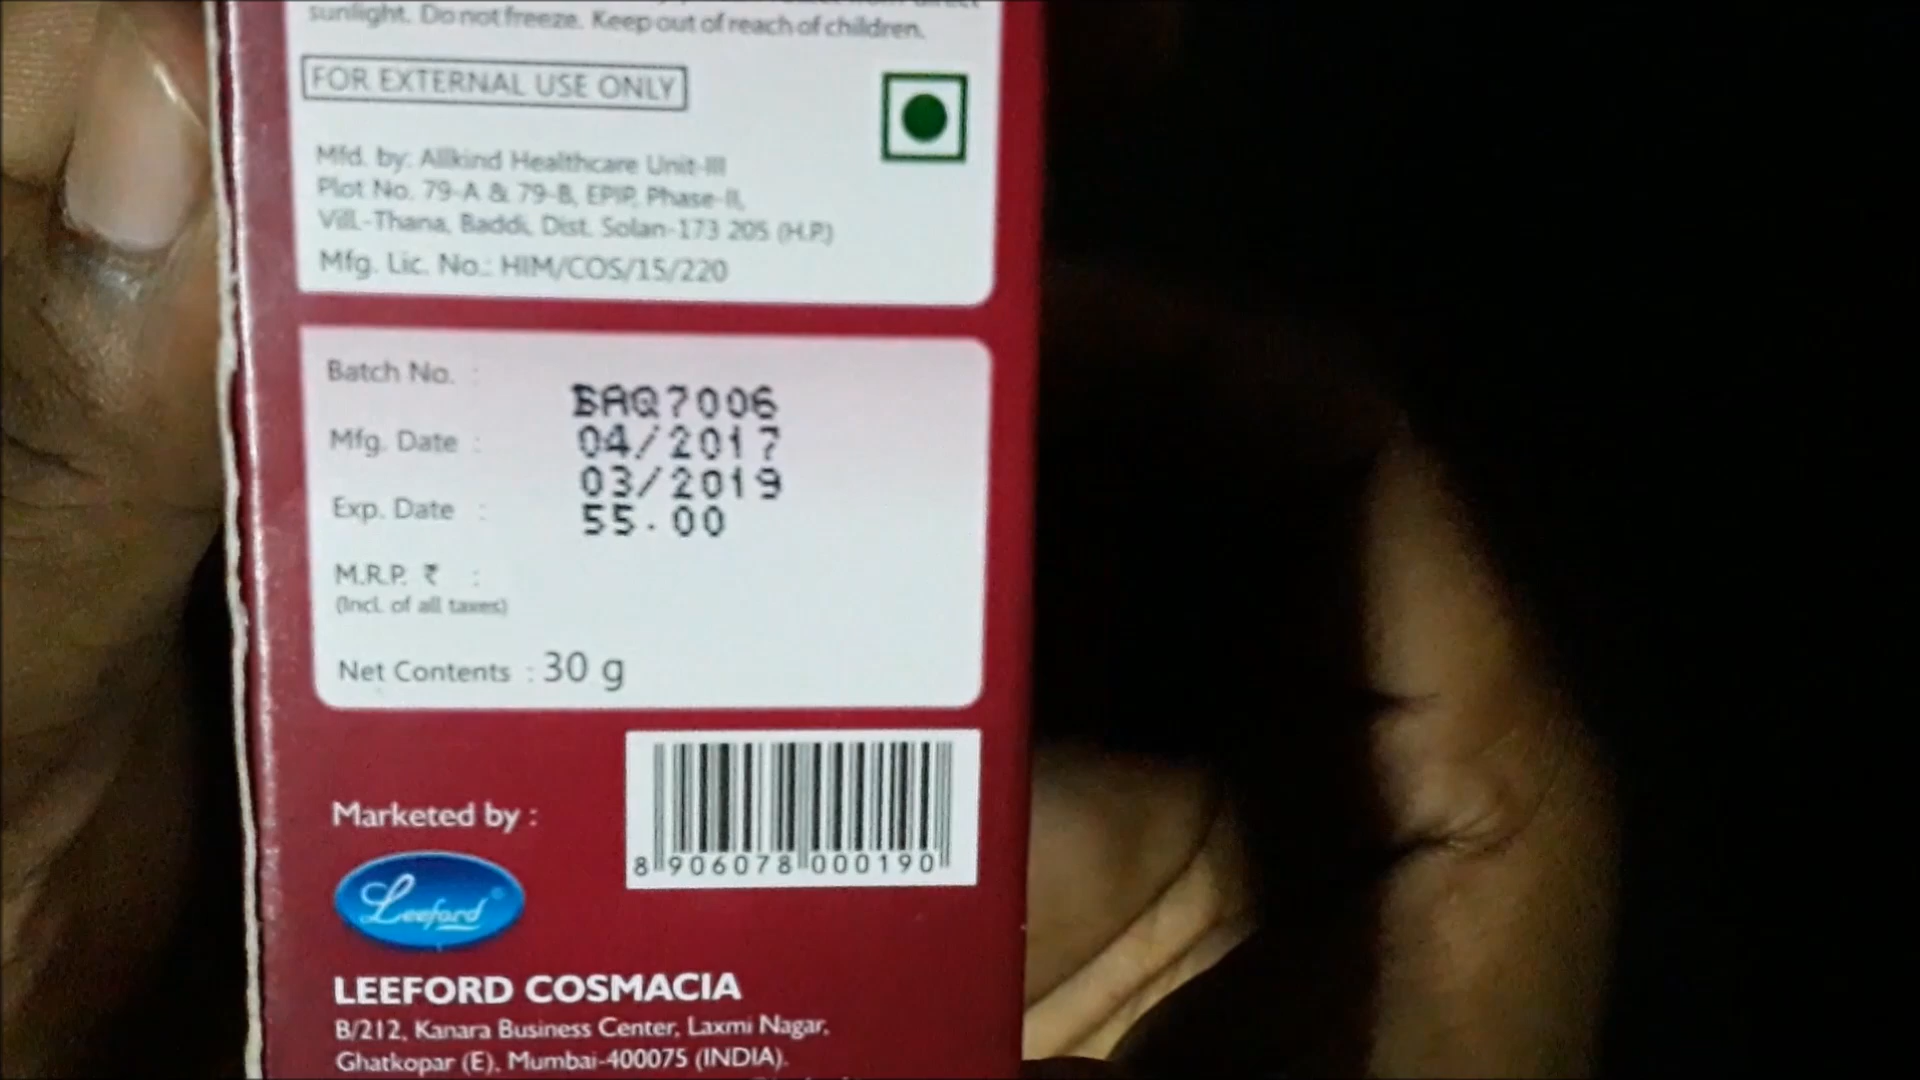 sunlight. Do not freeze. Keep out of reach of children.
FOR EXTERNAL USE ONLY
Mfd. by: Allkind Healthcare Unit-III
Plot No. 79-A & 79-B, EPIP, Phase-II,
Vill.-Thana, Baddi, Dist. Solan-173 205 (H.P.)
Mfg. Lic. No.: HIM/COS/15/220
Batch No. :
BAQ7006
Mfg. Date :
04/2017
03/2019
Exp. Date :
55.00
M.R.P. ₹ :
(Incl. of all taxes)
Net Contents : 30 g
8 906078 000190
Marketed by :
Leeford
LEEFORD COSMACIA
B/212, Kanara Business Center, Laxmi Nagar,
Ghatkopar (E), Mumbai-400075 (INDIA).